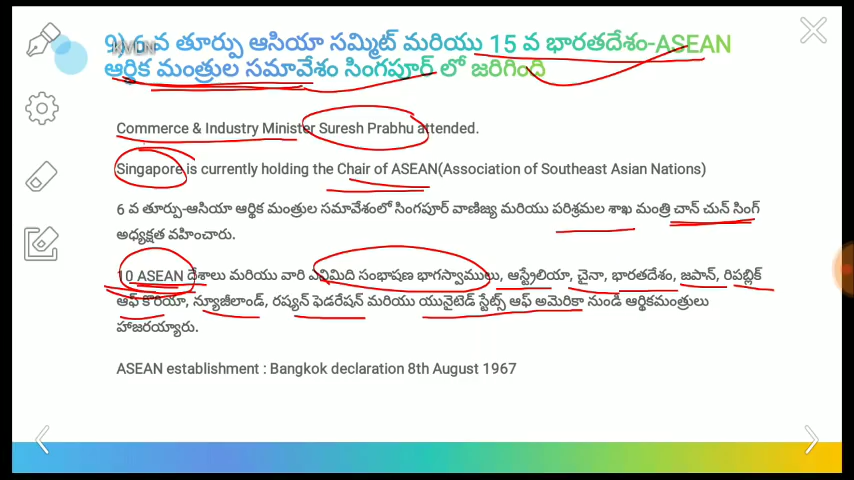 9) 6 వ తూర్పు ఆసియా సమ్మిట్ మరియు 15 వ భారతదేశం-ASEAN
ఆర్థిక మంత్రుల సమావేశం సింగపూర్ లో జరిగింది
Commerce & Industry Minister Suresh Prabhu attended.
Singapore is currently holding the Chair of ASEAN(Association of Southeast Asian Nations)
6 వ తూర్పు-ఆసియా ఆర్థిక మంత్రుల సమావేశంలో సింగపూర్ వాణిజ్య మరియు పరిశ్రమల శాఖ మంత్రి చాన్ చున్ సింగ్
అధ్యక్షత వహించారు.
10 ASEAN దేశాలు మరియు వారి ఎనిమిది సంభాషణ భాగస్వాములు, ఆస్ట్రేలియా, చైనా, భారతదేశం, జపాన్, రిపబ్లిక్
ఆఫ్ కొరియా, న్యూజీలాండ్, రష్యన్ ఫెడరేషన్ మరియు యునైటెడ్ స్టేట్స్ ఆఫ్ అమెరికా నుండి ఆర్థికమంత్రులు
హాజరయ్యారు.
ASEAN establishment : Bangkok declaration 8th August 1967